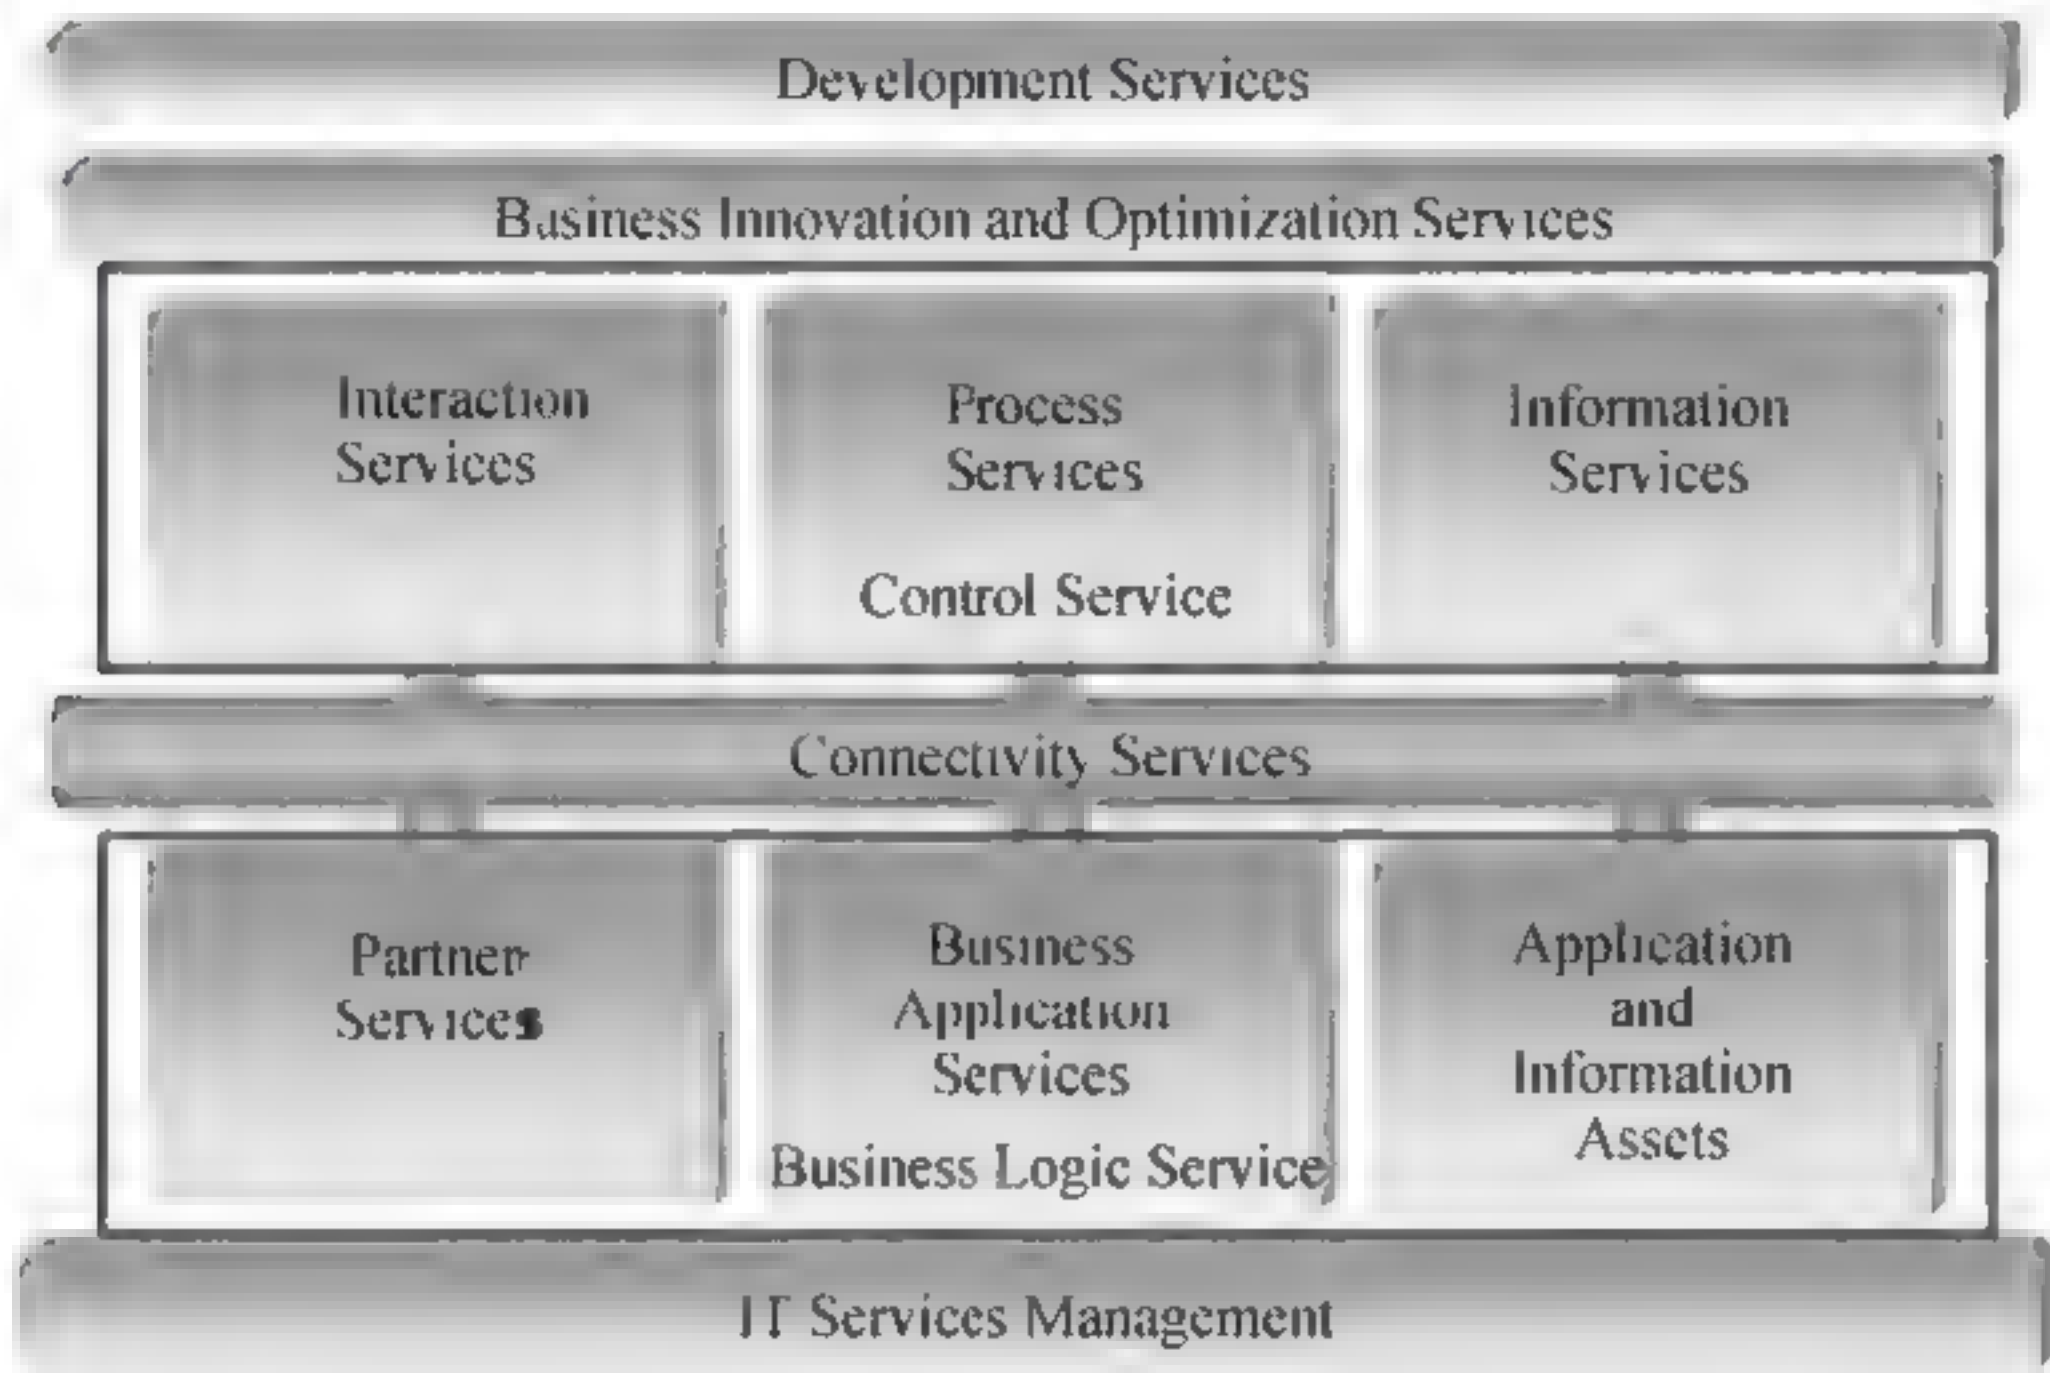 Development Services
Business Innovation and Optimization Services
Interaction
Services
Process
Services
Information
Services
Control Service
Connectivity Services
Partner
Services
Business
Application
Services
Application
and
Information
Assets
Business Logic Service
IT Services Management